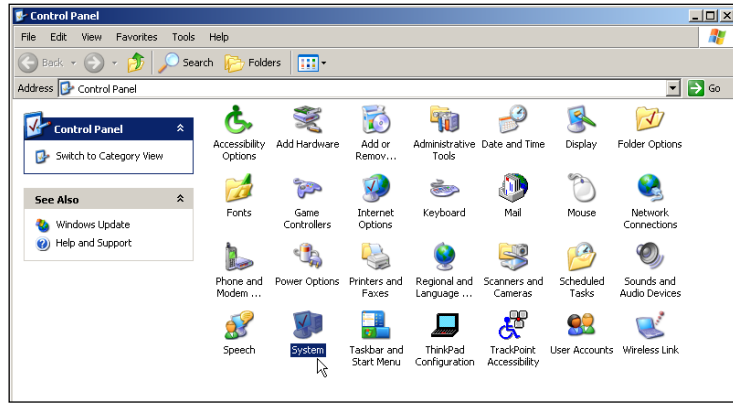 Control Panel
File Edit View Favorites Tools Help
Back Search Folders
Address Control Panel Go
Control Panel
Switch to Category View
See Also
Windows Update
Help and Support
Accessibility Options
Add Hardware
Add or Remov...
Administrative Tools
Date and Time
Display
Folder Options
Fonts
Game Controllers
Internet Options
Keyboard
Mail
Mouse
Network Connections
Phone and Modem ...
Power Options
Printers and Faxes
Regional and Language ...
Scanners and Cameras
Scheduled Tasks
Sounds and Audio Devices
Speech
System
Taskbar and Start Menu
ThinkPad Configuration
TrackPoint Accessibility
User Accounts
Wireless Link